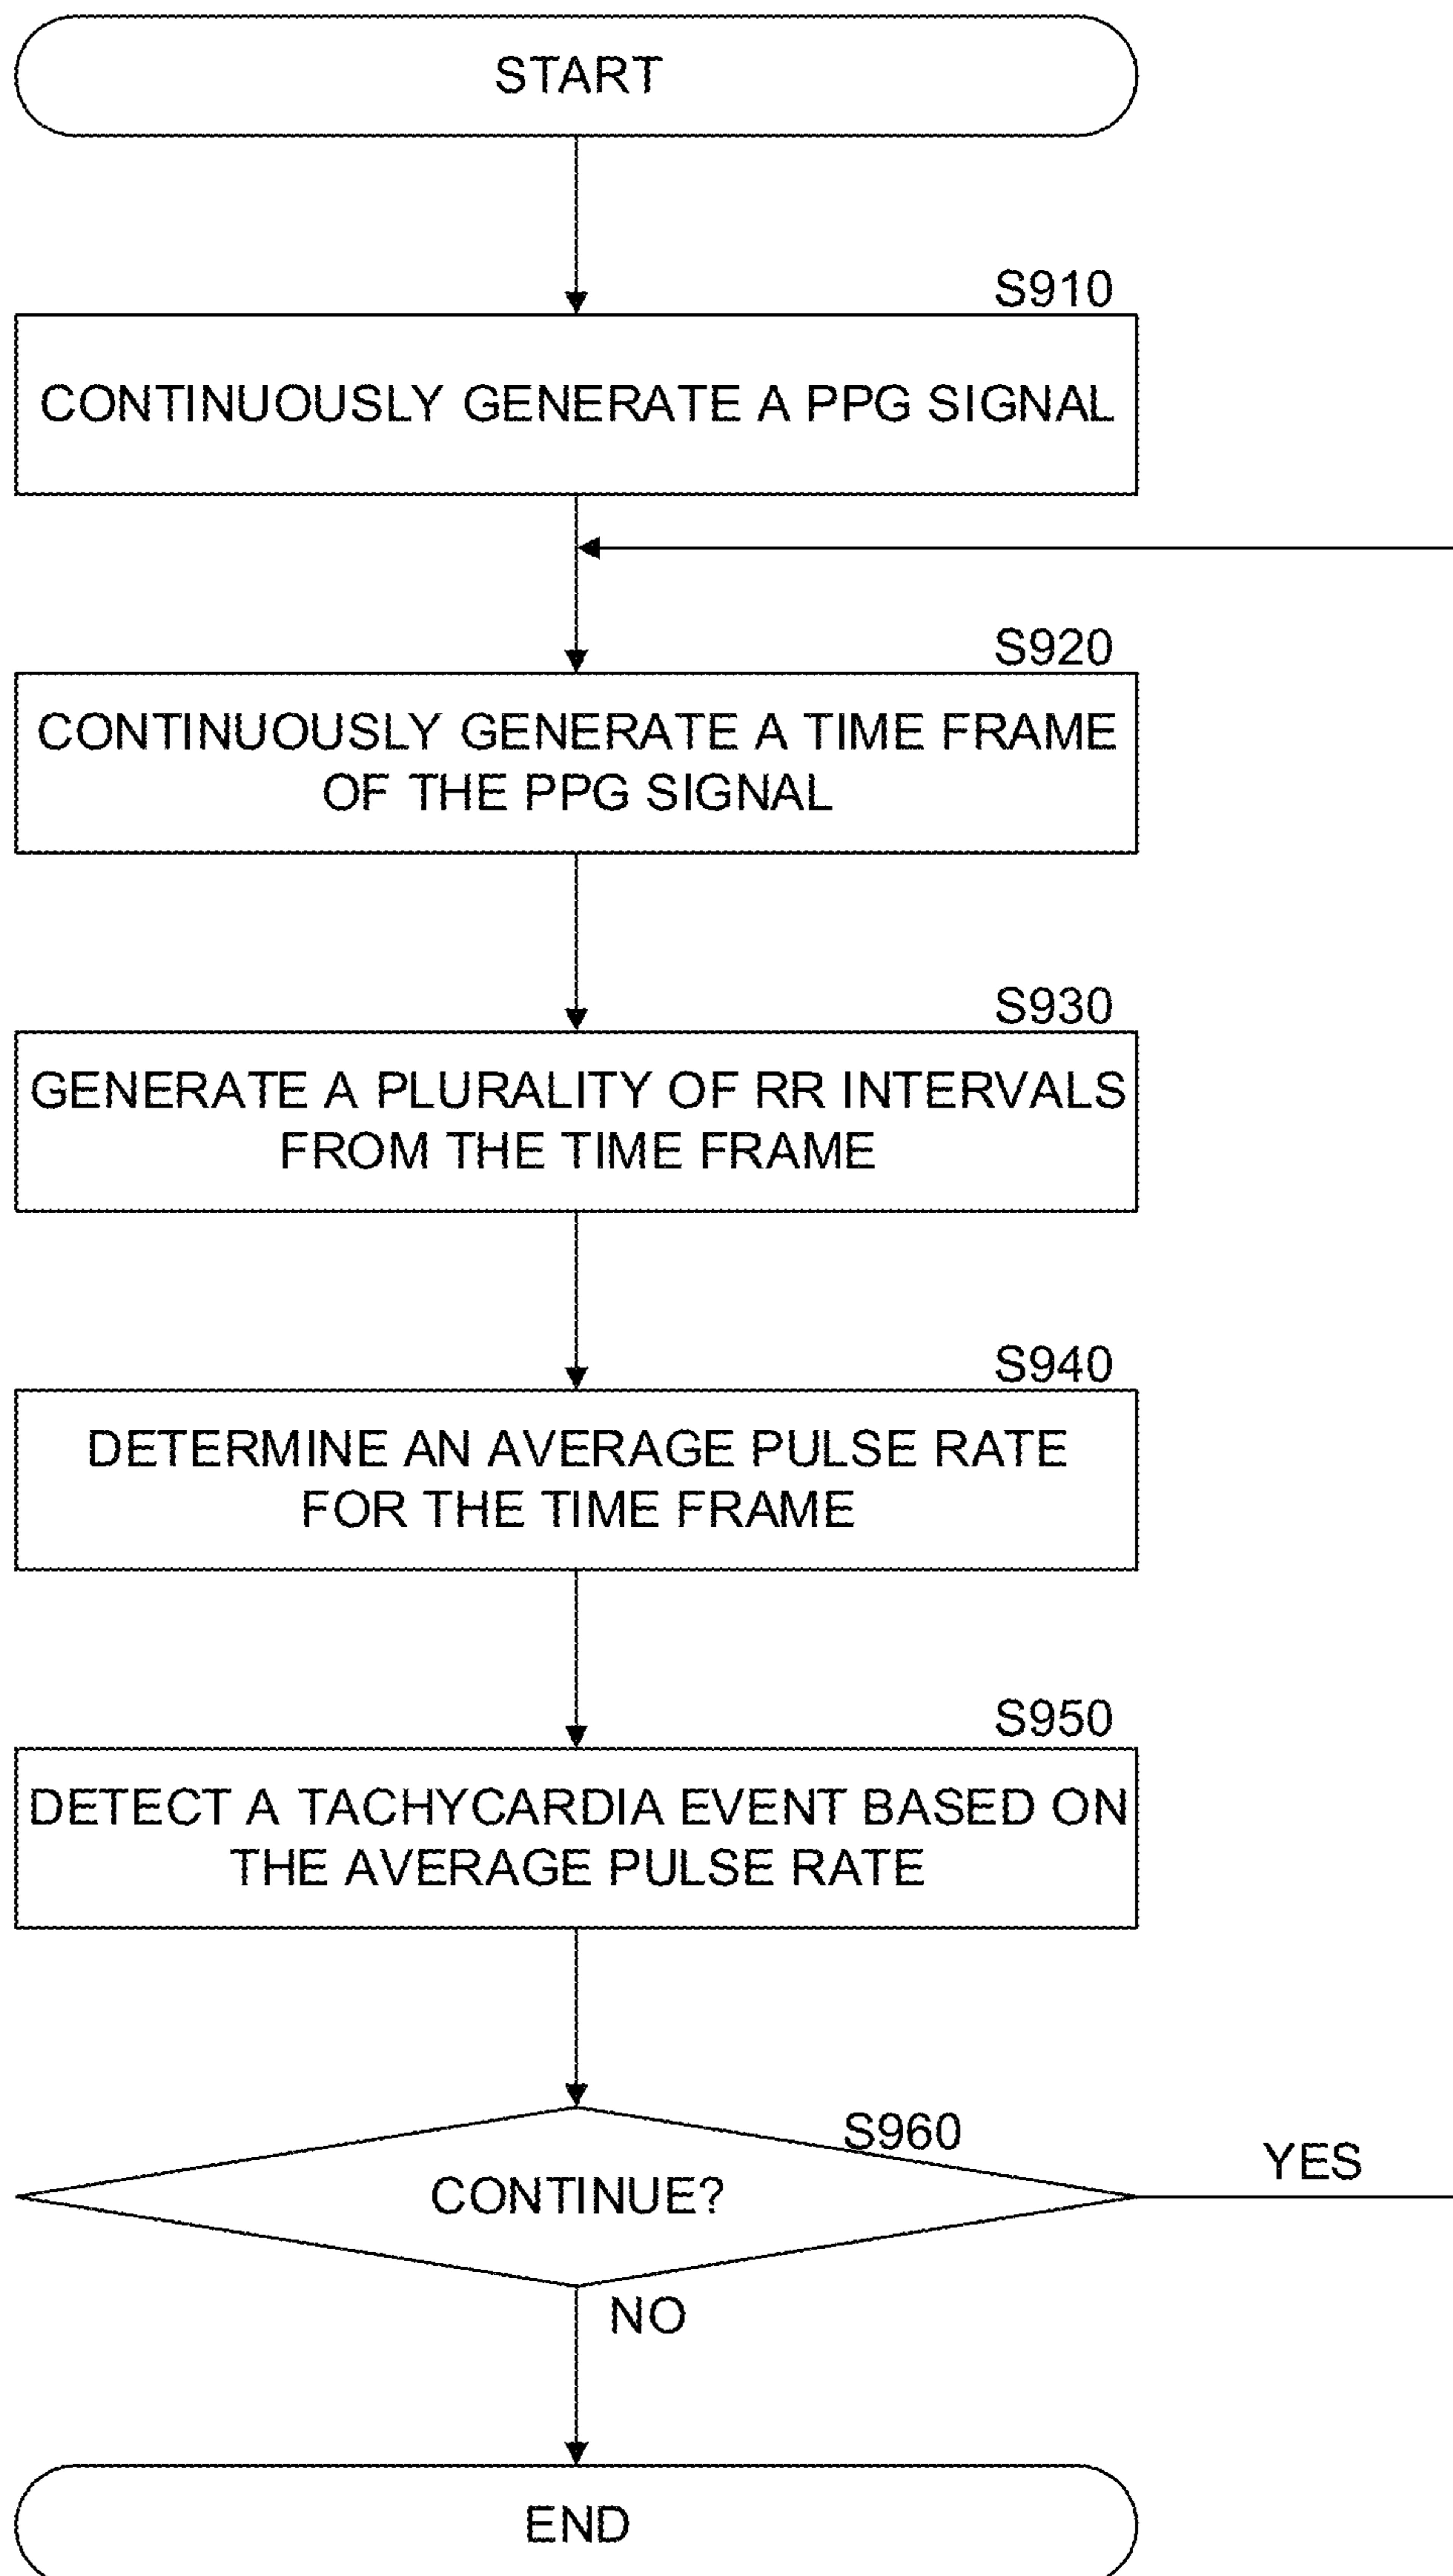 START
S910
CONTINUOUSLY GENERATE A PPG SIGNAL
S920
CONTINUOUSLY GENERATE A TIME FRAME
OF THE PPG SIGNAL
S930
GENERATE A PLURALITY OF RR INTERVALS
FROM THE TIME FRAME
S940
DETERMINE AN AVERAGE PULSE RATE
FOR THE TIME FRAME
S950
DETECT A TACHYCARDIA EVENT BASED ON
THE AVERAGE PULSE RATE
S960
CONTINUE?
YES
NO
END